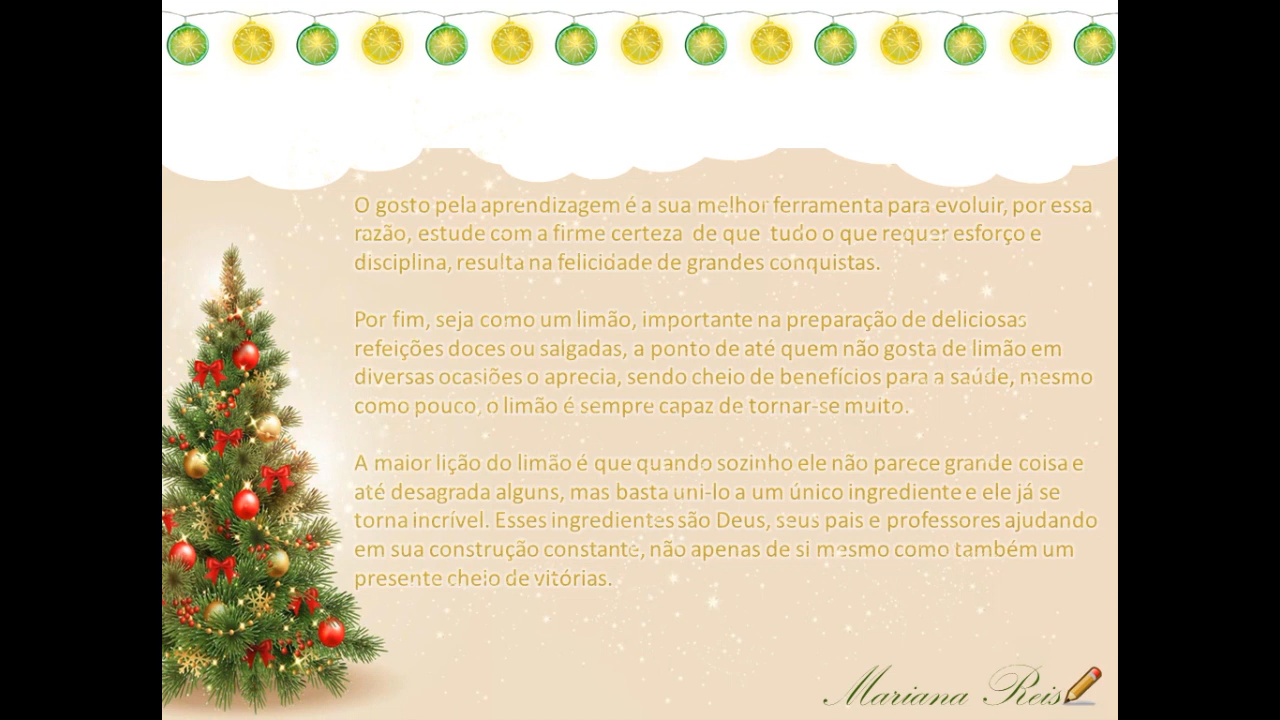 O gosto pela aprendizagem é a sua melhor ferramenta para evoluir, por essa
razão, estude com a firme certeza de que tudo o que requer esforço e
disciplina, resulta na felicidade de grandes conquistas.
Por fim, seja como um limão, importante na preparação de deliciosas
refeições doces ou salgadas, a ponto de até quem não gosta de limão em
diversas ocasiões o aprecia, sendo cheio de benefícios para a saúde, mesmo
como pouco, o limão é sempre capaz de tornar-se muito.
A maior lição do limão é que quando sozinho ele não parece grande coisa e
até desagrada alguns, mas basta uni-lo a um único ingrediente e ele já se
torna incrível. Esses ingredientes são Deus, seus pais e professores ajudando
em sua construção constante, não apenas de si mesmo como também um
presente cheio de vitórias.
Mariana Reis